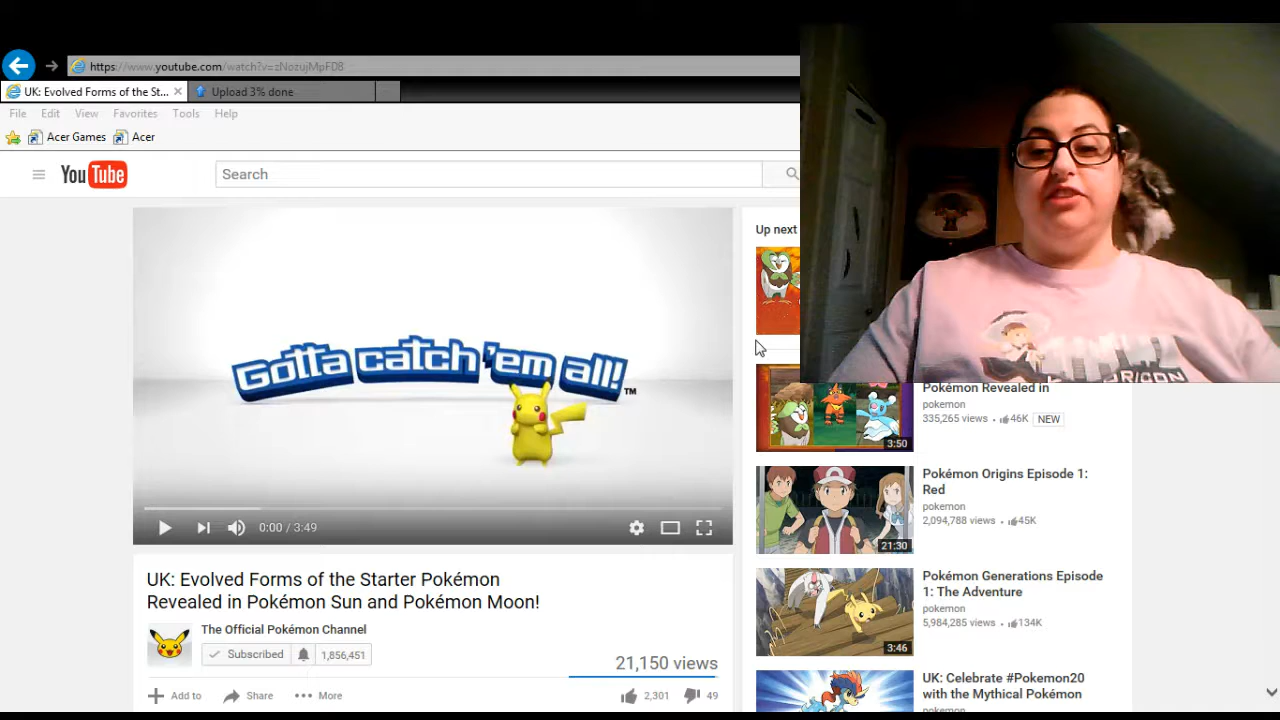 https://www.youtube.com/watch?v=zNozujMpF08
UK: Evolved Forms of the St...
Upload 3% done
File Edit View Favorites Tools Help
Acer Games Acer
YouTube
Search
Up next
Gotta catch 'em all!™
0:00 / 3:49
UK: Evolved Forms of the Starter Pokémon
Revealed in Pokémon Sun and Pokémon Moon!
The Official Pokémon Channel
Subscribed 1,856,451
21,150 views
Add to Share More 2,301 49
Pokémon Revealed in
pokemon
335,265 views • 46K NEW
3:50
Pokémon Origins Episode 1:
Red
pokemon
2,094,788 views • 45K
21:30
Pokémon Generations Episode
1: The Adventure
pokemon
5,984,285 views • 134K
3:46
UK: Celebrate #Pokemon20
with the Mythical Pokémon
pokemon